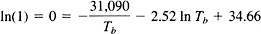 ln(1) = 0 = −31,090/T_b − 2.52 ln T_b + 34.66